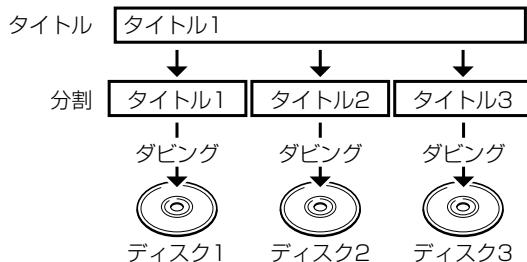 タイトル タイトル1
分割 タイトル1 タイトル2 タイトル3
ダビング ダビング ダビング
ディスク1 ディスク2 ディスク3